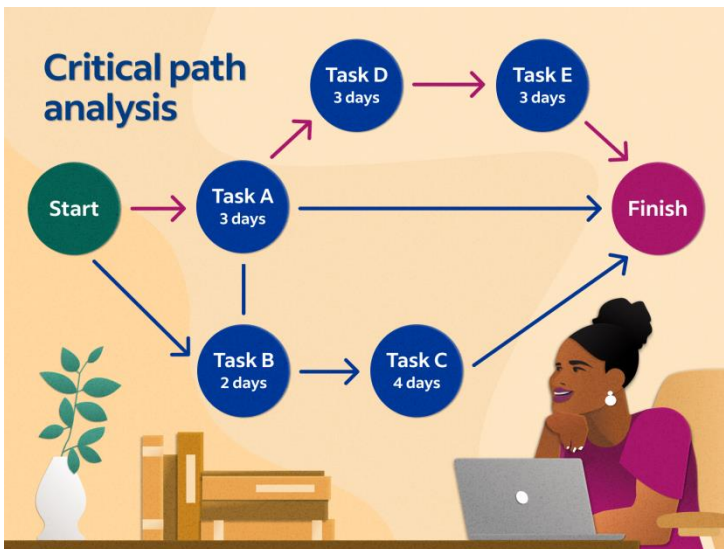 Critical path
analysis
Task D
3 days
Task E
3 days
Start
Task A
3 days
Finish
Task B
2 days
Task C
4 days